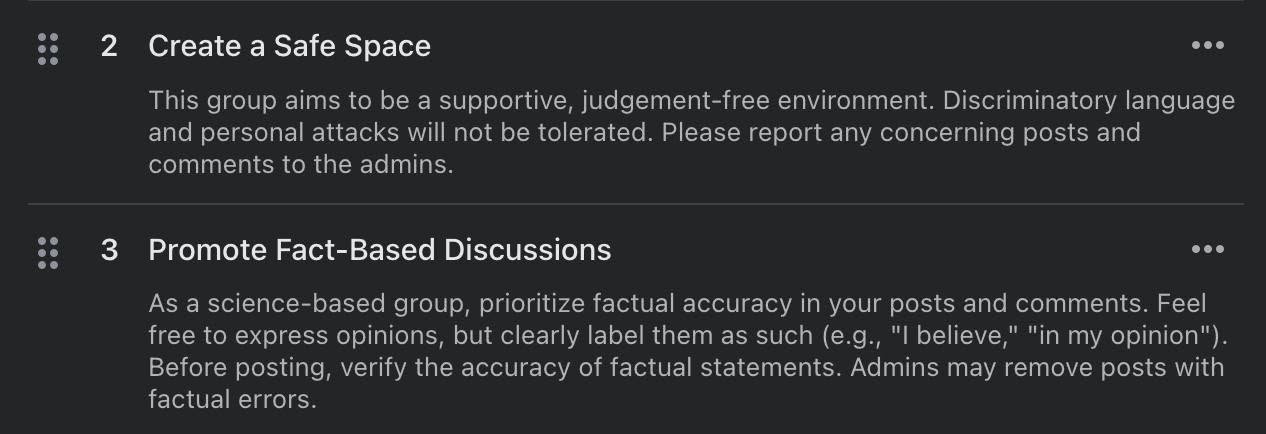 2 Create a Safe Space
This group aims to be a supportive, judgement-free environment. Discriminatory language
and personal attacks will not be tolerated. Please report any concerning posts and
comments to the admins.
3 Promote Fact-Based Discussions
As a science-based group, prioritize factual accuracy in your posts and comments. Feel
free to express opinions, but clearly label them as such (e.g., "I believe," "in my opinion").
Before posting, verify the accuracy of factual statements. Admins may remove posts with
factual errors.